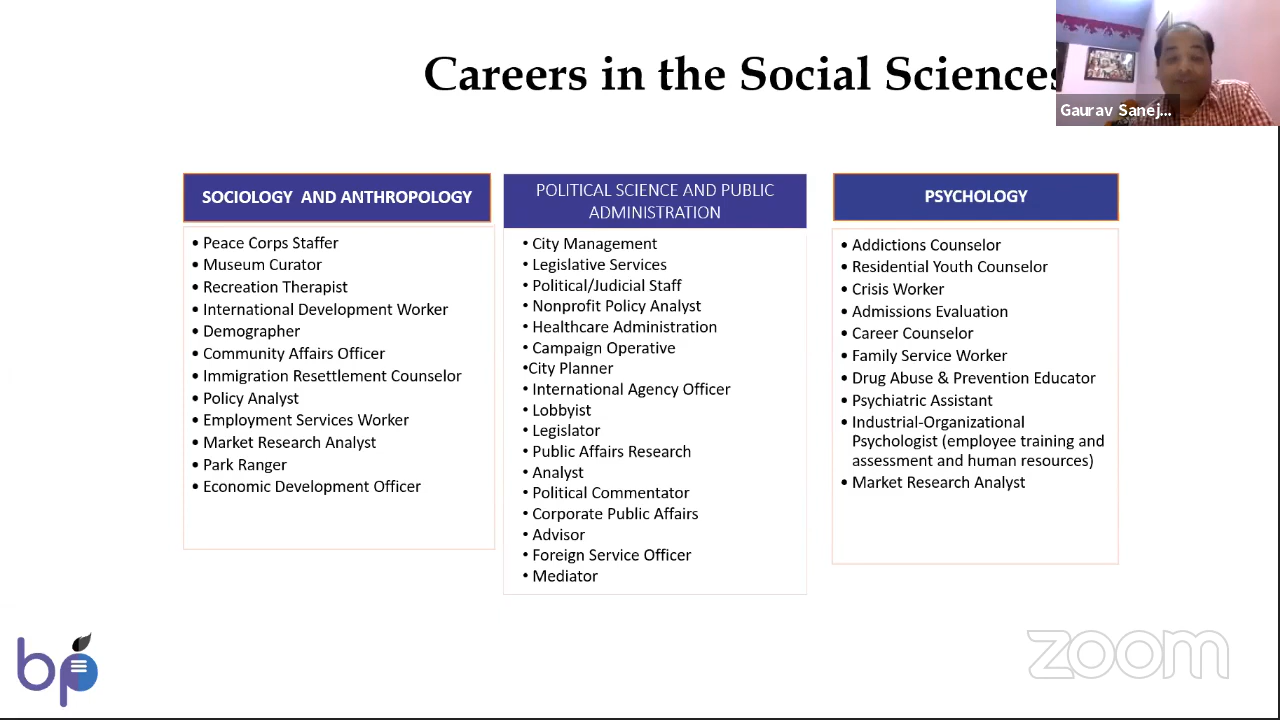 Careers in the Social Sciences
Gaurav Sanej...
SOCIOLOGY AND ANTHROPOLOGY
• Peace Corps Staffer
• Museum Curator
• Recreation Therapist
• International Development Worker
• Demographer
• Community Affairs Officer
• Immigration Resettlement Counselor
• Policy Analyst
• Employment Services Worker
• Market Research Analyst
• Park Ranger
• Economic Development Officer
POLITICAL SCIENCE AND PUBLIC
ADMINISTRATION
• City Management
• Legislative Services
• Political/Judicial Staff
• Nonprofit Policy Analyst
• Healthcare Administration
• Campaign Operative
•City Planner
• International Agency Officer
• Lobbyist
• Legislator
• Public Affairs Research
• Analyst
• Political Commentator
• Corporate Public Affairs
• Advisor
• Foreign Service Officer
• Mediator
PSYCHOLOGY
• Addictions Counselor
• Residential Youth Counselor
• Crisis Worker
• Admissions Evaluation
• Career Counselor
• Family Service Worker
• Drug Abuse & Prevention Educator
• Psychiatric Assistant
• Industrial-Organizational
Psychologist (employee training and
assessment and human resources)
• Market Research Analyst
bp
zoom